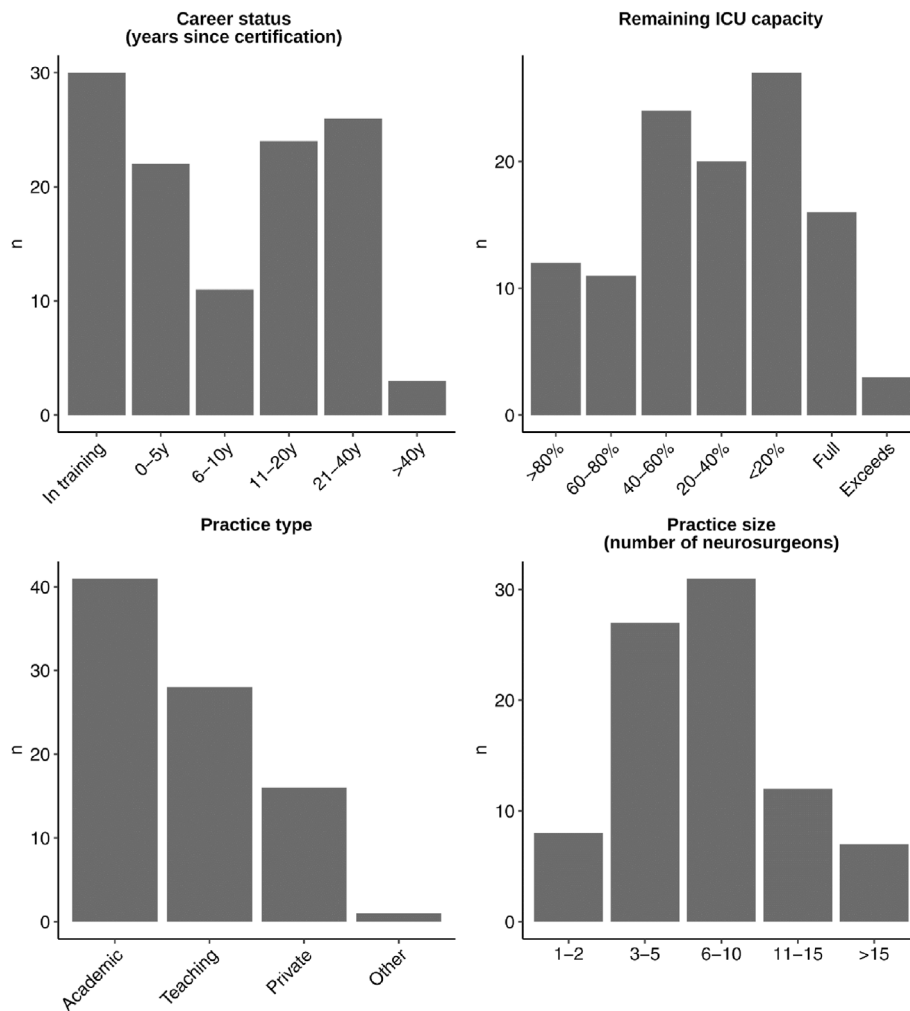 Career status
(years since certification)
30
20
10
0
n
In training
0–5y
6–10y
11–20y
21–40y
>40y
Remaining ICU capacity
20
10
0
n
>80%
60–80%
40–60%
20–40%
<20%
Full
Exceeds
Practice type
40
30
20
10
0
n
Academic
Teaching
Private
Other
Practice size
(number of neurosurgeons)
30
20
10
0
n
1–2
3–5
6–10
11–15
>15